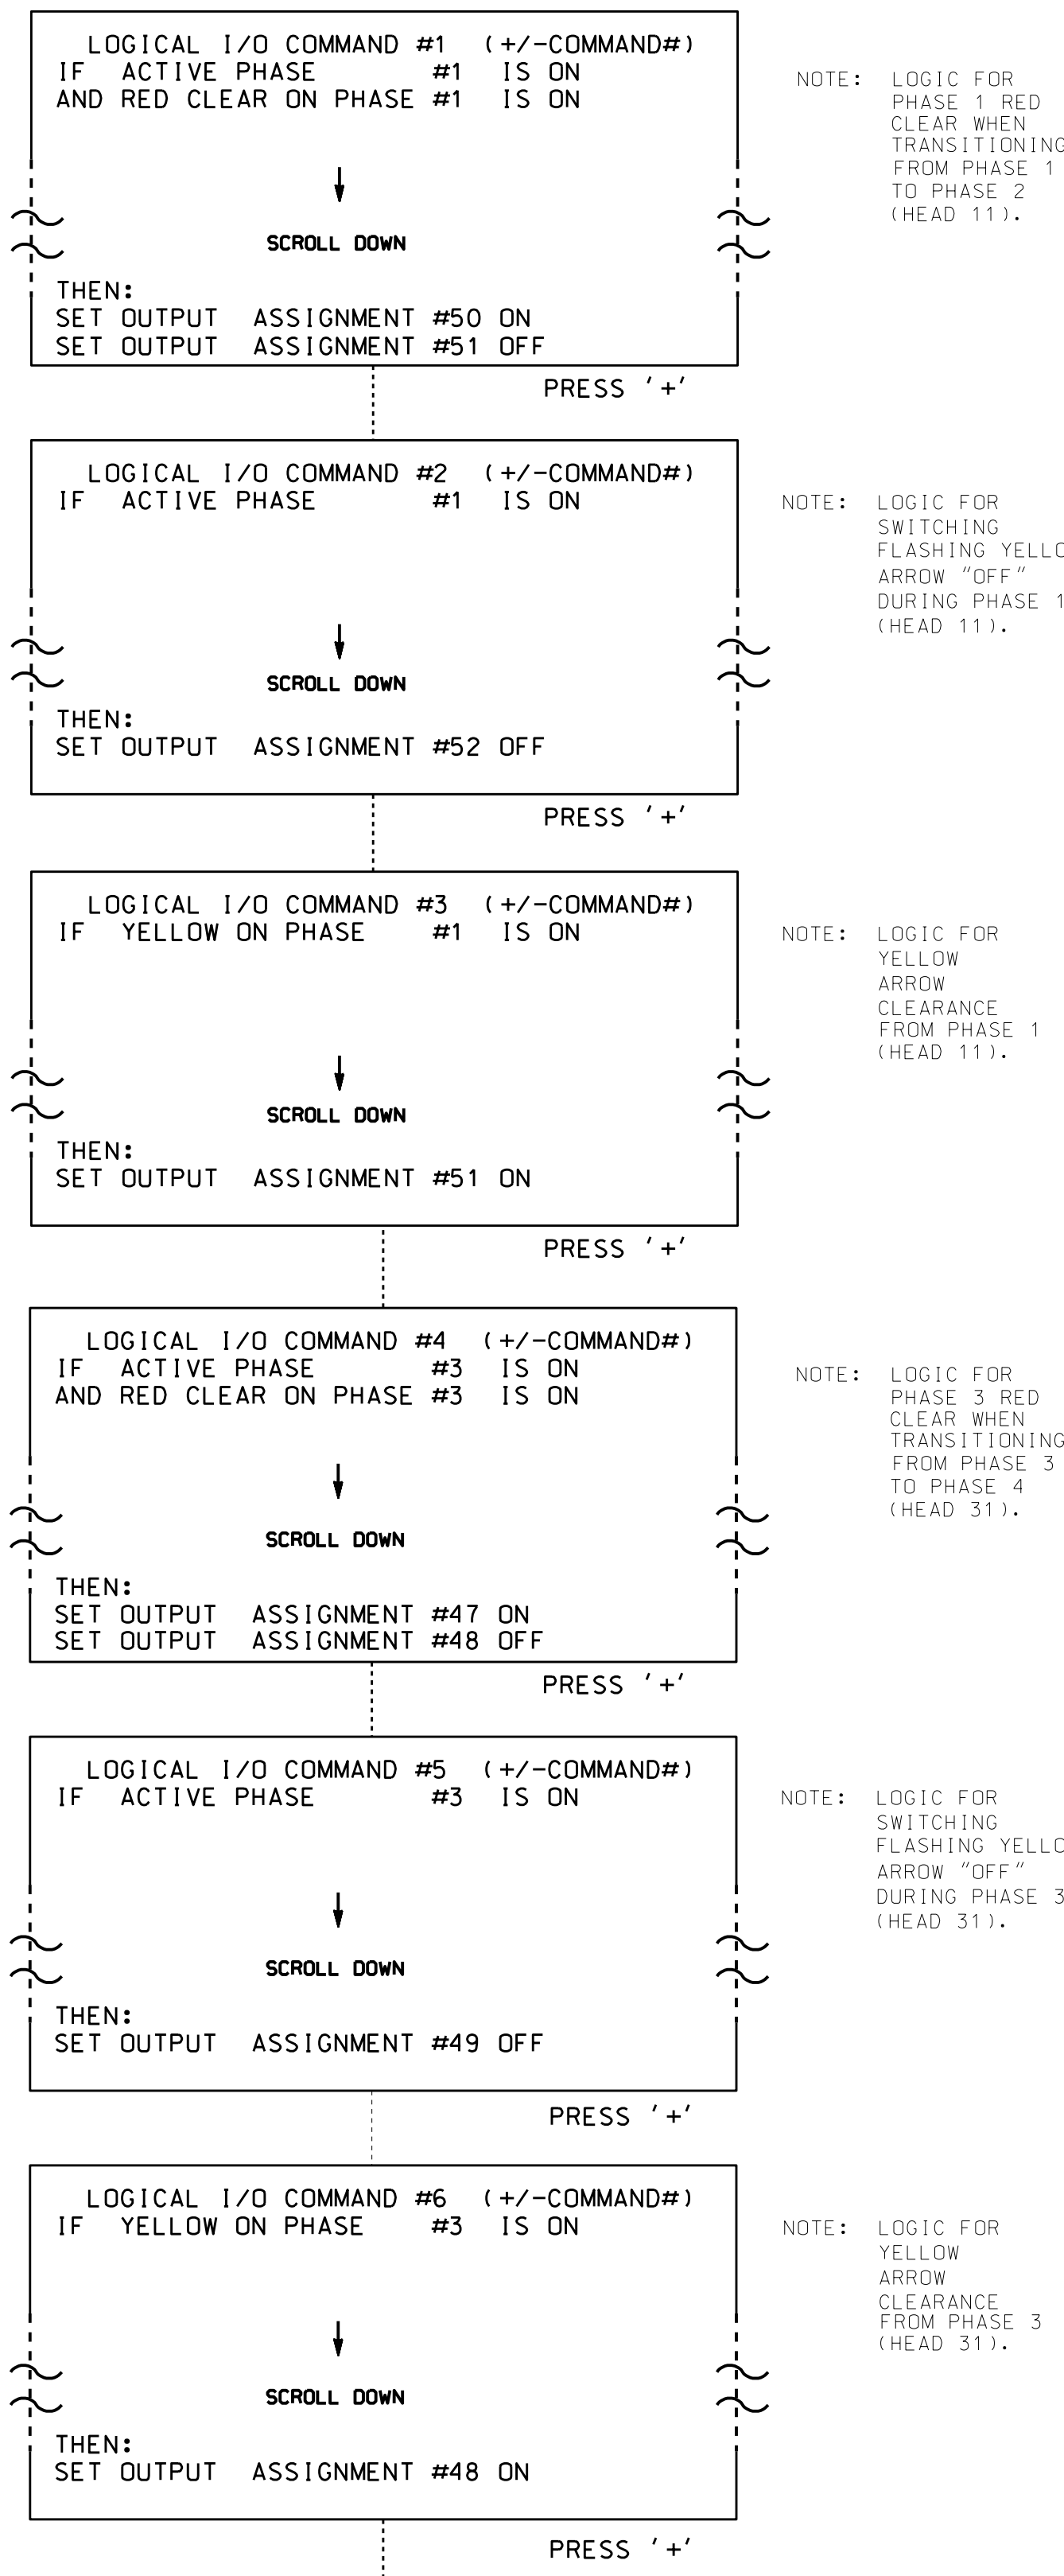 LOGICAL I/O COMMAND #1 (+/-COMMAND#)
IF ACTIVE PHASE #1 IS ON
AND RED CLEAR ON PHASE #1 IS ON
SCROLL DOWN
THEN:
SET OUTPUT ASSIGNMENT #50 ON
SET OUTPUT ASSIGNMENT #51 OFF
NOTE: LOGIC FOR
PHASE 1 RED
CLEAR WHEN
TRANSITIONING
FROM PHASE 1
TO PHASE 2
(HEAD 11).
PRESS '+'
LOGICAL I/O COMMAND #2 (+/-COMMAND#)
IF ACTIVE PHASE #1 IS ON
SCROLL DOWN
THEN:
SET OUTPUT ASSIGNMENT #52 OFF
NOTE: LOGIC FOR
SWITCHING
FLASHING YELLO
ARROW "OFF"
DURING PHASE 1
(HEAD 11).
PRESS '+'
LOGICAL I/O COMMAND #3 (+/-COMMAND#)
IF YELLOW ON PHASE #1 IS ON
SCROLL DOWN
THEN:
SET OUTPUT ASSIGNMENT #51 ON
NOTE: LOGIC FOR
YELLOW
ARROW
CLEARANCE
FROM PHASE 1
(HEAD 11).
PRESS '+'
LOGICAL I/O COMMAND #4 (+/-COMMAND#)
IF ACTIVE PHASE #3 IS ON
AND RED CLEAR ON PHASE #3 IS ON
SCROLL DOWN
THEN:
SET OUTPUT ASSIGNMENT #47 ON
SET OUTPUT ASSIGNMENT #48 OFF
NOTE: LOGIC FOR
PHASE 3 RED
CLEAR WHEN
TRANSITIONING
FROM PHASE 3
TO PHASE 4
(HEAD 31).
PRESS '+'
LOGICAL I/O COMMAND #5 (+/-COMMAND#)
IF ACTIVE PHASE #3 IS ON
SCROLL DOWN
THEN:
SET OUTPUT ASSIGNMENT #49 OFF
NOTE: LOGIC FOR
SWITCHING
FLASHING YELLO
ARROW "OFF"
DURING PHASE 3
(HEAD 31).
PRESS '+'
LOGICAL I/O COMMAND #6 (+/-COMMAND#)
IF YELLOW ON PHASE #3 IS ON
SCROLL DOWN
THEN:
SET OUTPUT ASSIGNMENT #48 ON
NOTE: LOGIC FOR
YELLOW
ARROW
CLEARANCE
FROM PHASE 3
(HEAD 31).
PRESS '+'